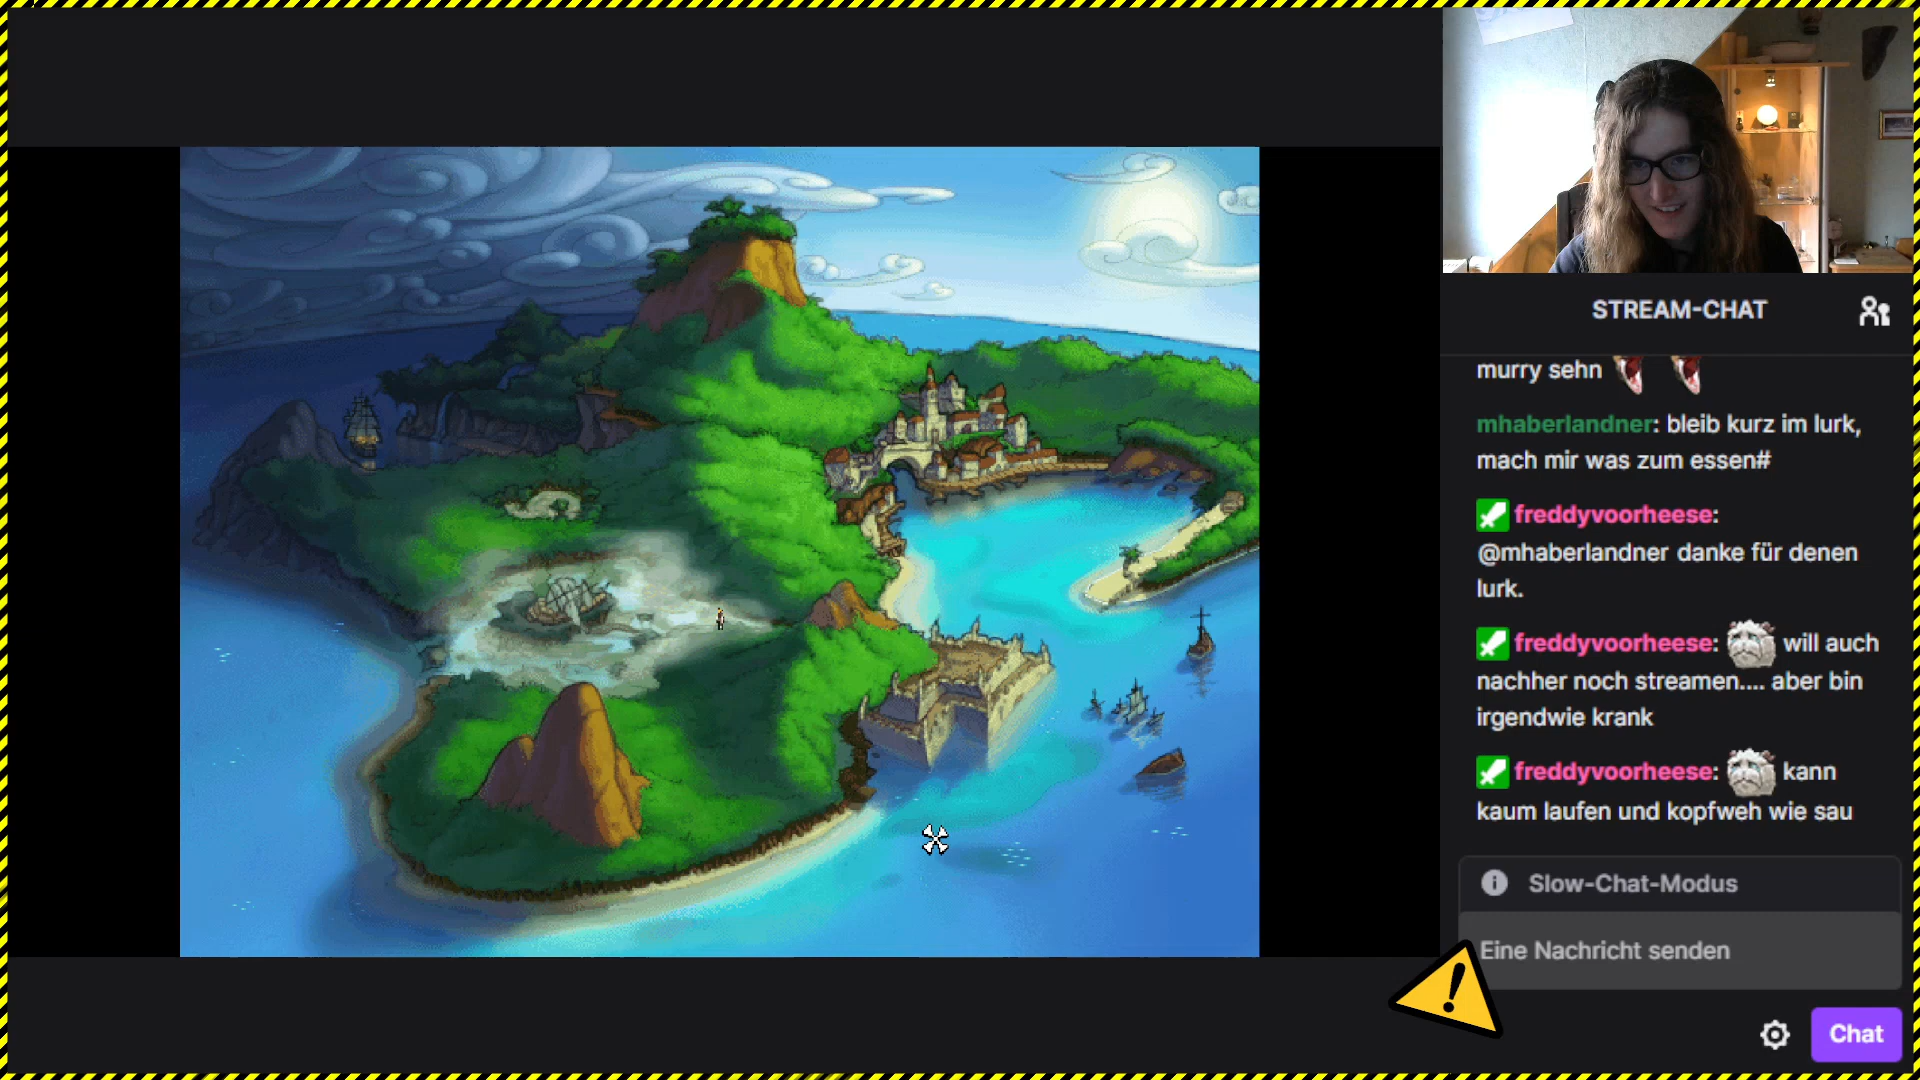 STREAM-CHAT
murry sehn
mhaberlandner: bleib kurz im lurk,
mach mir was zum essen#
freddyvoorheese:
@mhaberlandner danke für denen
lurk.
freddyvoorheese: will auch
nachher noch streamen.... aber bin
irgendwie krank
freddyvoorheese: kann
kaum laufen und kopfweh wie sau
Slow-Chat-Modus
Eine Nachricht senden
Chat